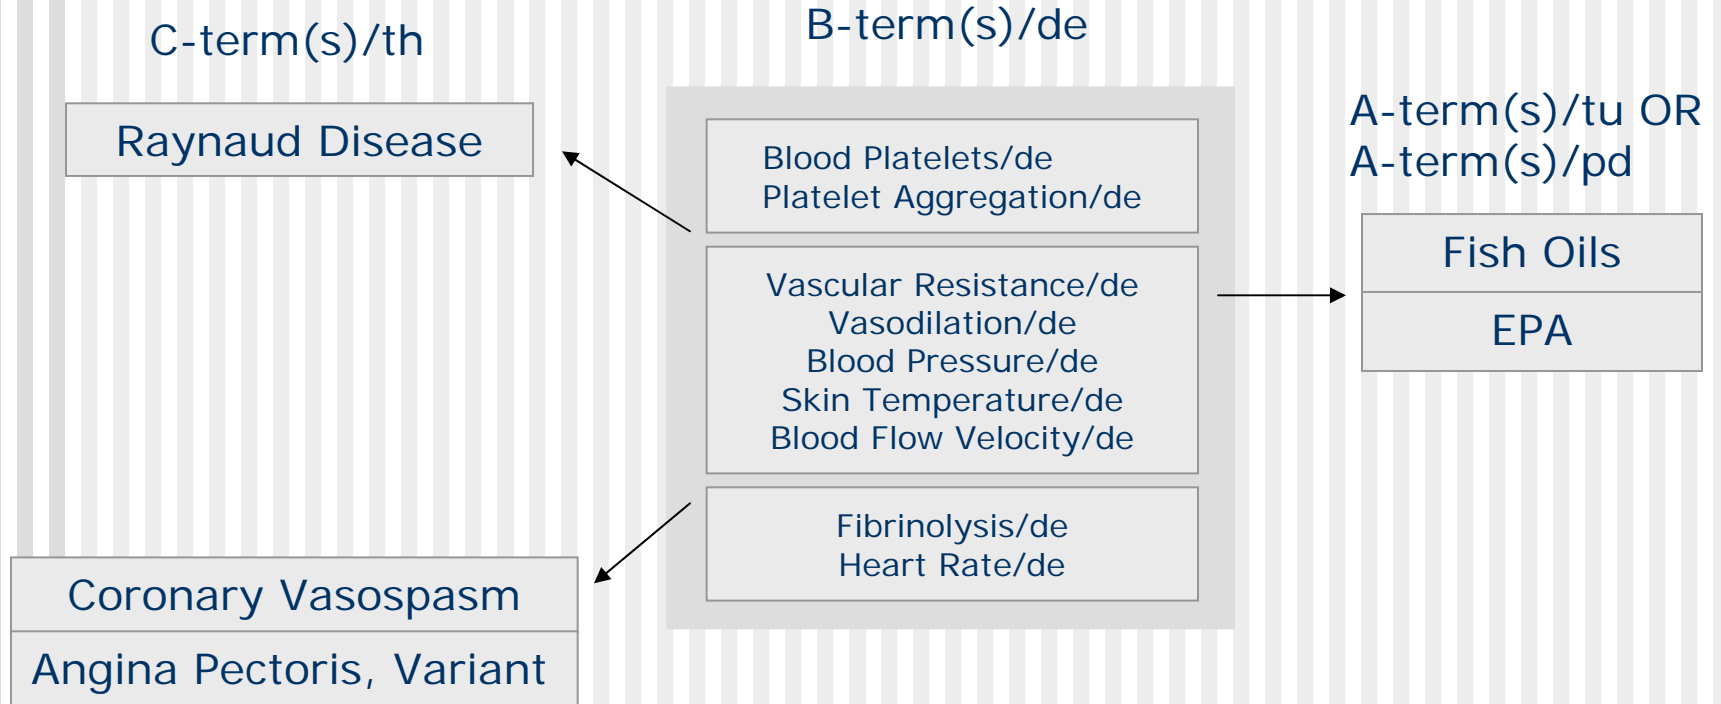 C-term(s)/th
Raynaud Disease
Coronary Vasospasm
Angina Pectoris, Variant
B-term(s)/de
Blood Platelets/de
Platelet Aggregation/de
Vascular Resistance/de
Vasodilation/de
Blood Pressure/de
Skin Temperature/de
Blood Flow Velocity/de
Fibrinolysis/de
Heart Rate/de
A-term(s)/tu OR
A-term(s)/pd
Fish Oils
EPA